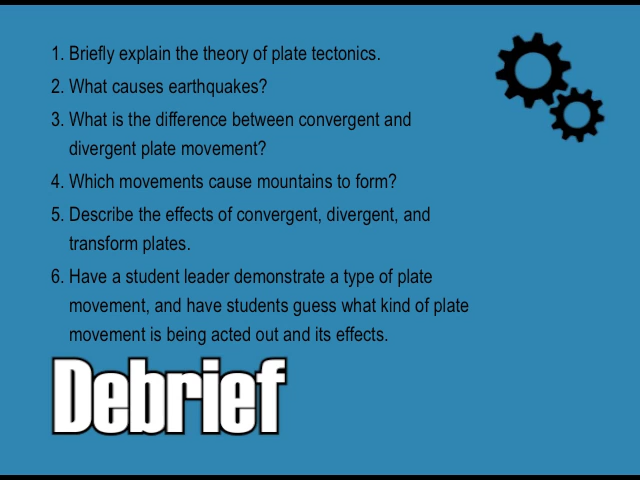 1. Briefly explain the theory of plate tectonics.
2. What causes earthquakes?
3. What is the difference between convergent and
divergent plate movement?
4. Which movements cause mountains to form?
5. Describe the effects of convergent, divergent, and
transform plates.
6. Have a student leader demonstrate a type of plate
movement, and have students guess what kind of plate
movement is being acted out and its effects.
Debrief